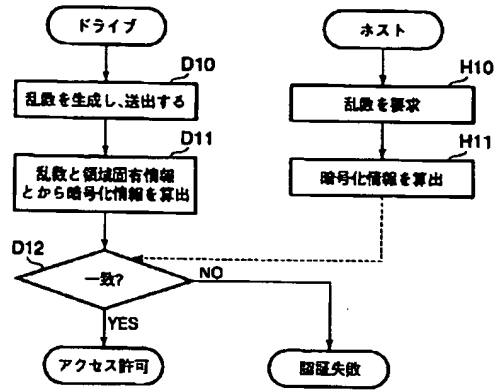 ドライブ
ホスト
D10
乱数を生成し、送出する
H10
乱数を要求
D11
乱数と領域固有情報
とから暗号化情報を算出
H11
暗号化情報を算出
D12
一致?
NO
YES
アクセス許可
認証失敗